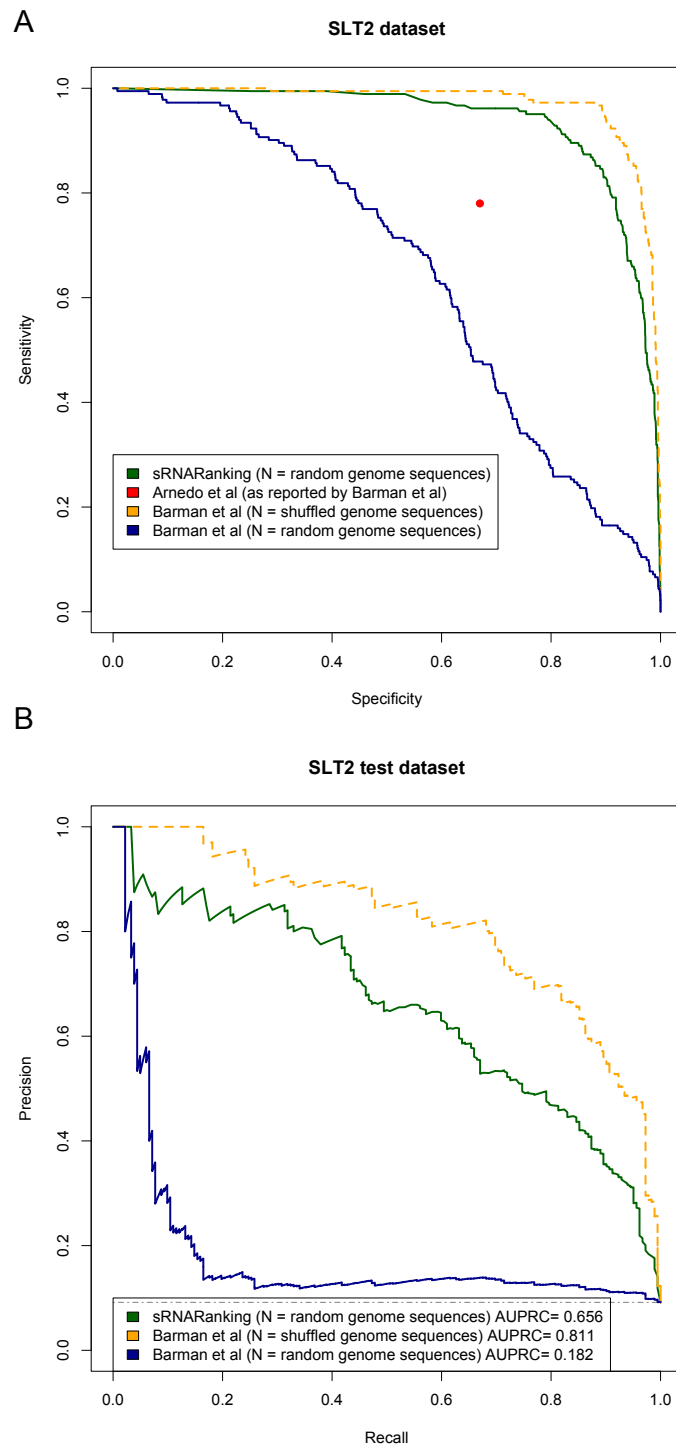 A
SLT2 dataset
Sensitivity
0.0 0.2 0.4 0.6 0.8 1.0
sRNARanking (N = random genome sequences)
Arnedo et al (as reported by Barman et al)
Barman et al (N = shuffled genome sequences)
Barman et al (N = random genome sequences)
0.0 0.2 0.4 0.6 0.8 1.0
Specificity
B
SLT2 test dataset
Precision
0.0 0.2 0.4 0.6 0.8 1.0
sRNARanking (N = random genome sequences) AUPRC= 0.656
Barman et al (N = shuffled genome sequences) AUPRC= 0.811
Barman et al (N = random genome sequences) AUPRC= 0.182
0.0 0.2 0.4 0.6 0.8 1.0
Recall